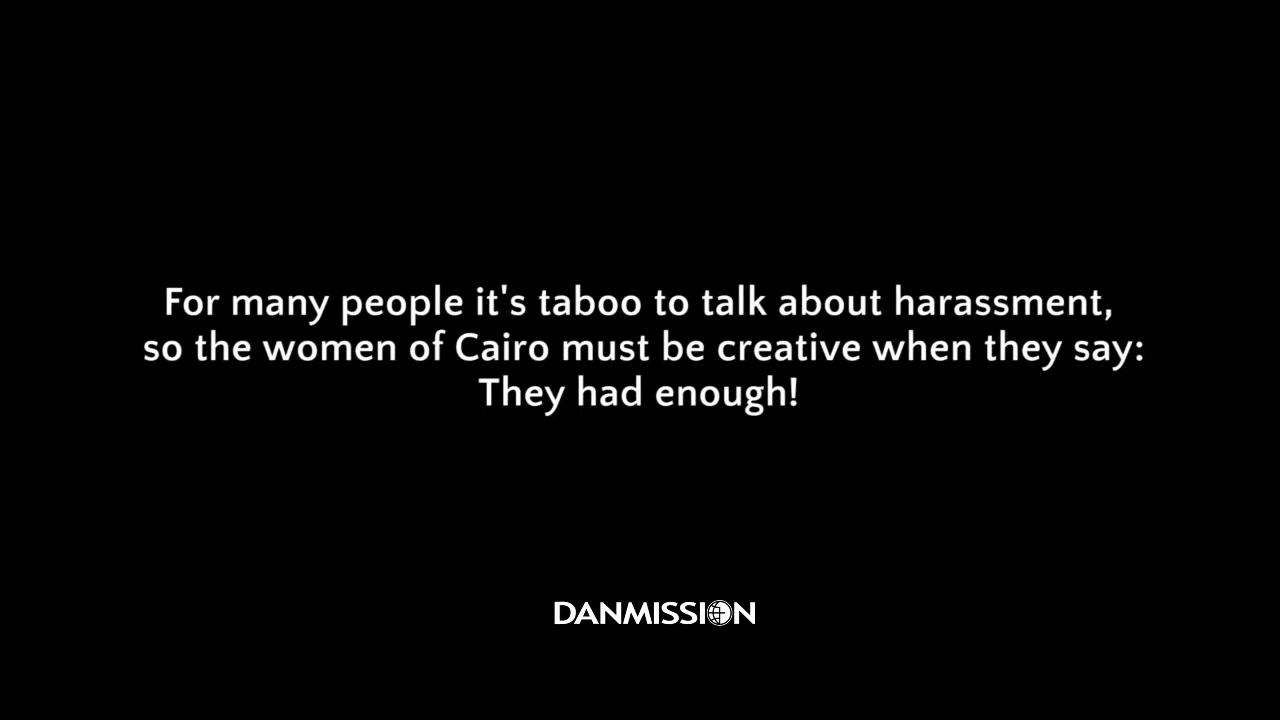 For many people it's taboo to talk about harassment,
so the women of Cairo must be creative when they say:
They had enough!
DANMISSION